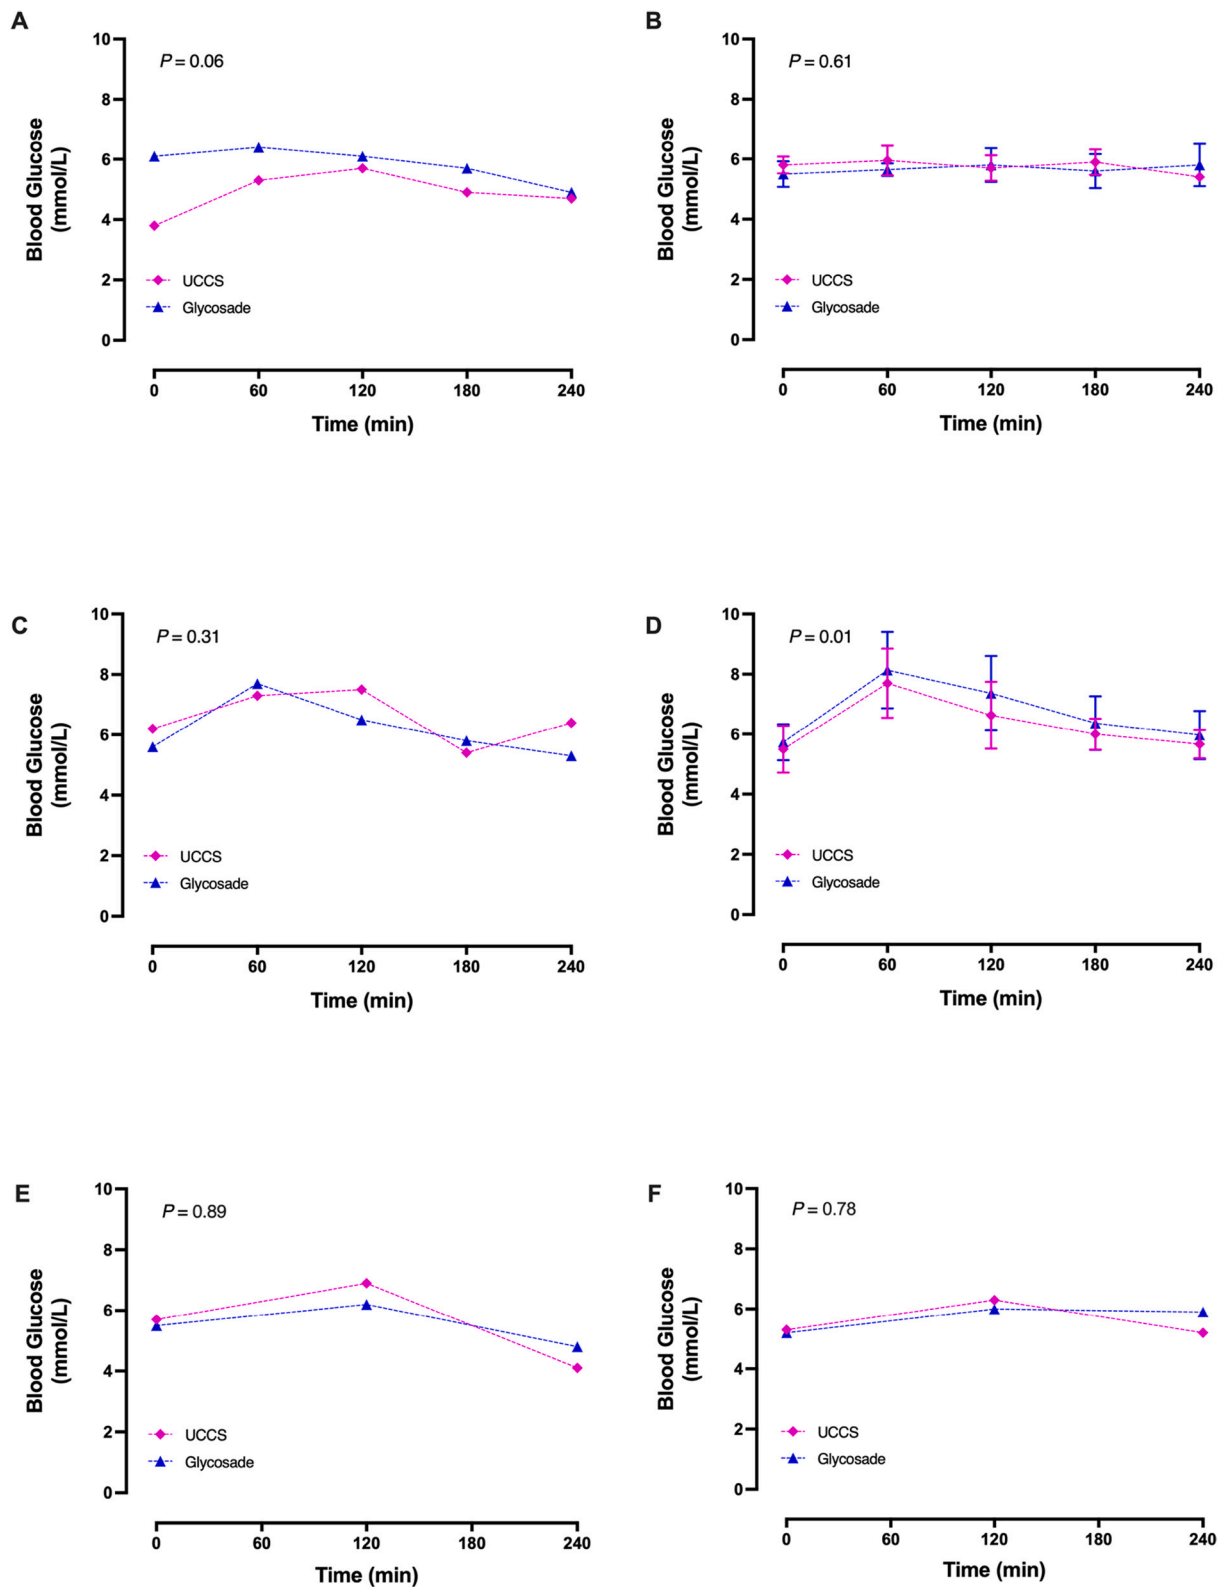 A
P = 0.06
10
8
6
4
2
0
Blood Glucose
(mmol/L)
UCCS
Glycosade
0 60 120 180 240
Time (min)
B
P = 0.61
10
8
6
4
2
0
Blood Glucose
(mmol/L)
UCCS
Glycosade
0 60 120 180 240
Time (min)
C
P = 0.31
10
8
6
4
2
0
Blood Glucose
(mmol/L)
UCCS
Glycosade
0 60 120 180 240
Time (min)
D
P = 0.01
10
8
6
4
2
0
Blood Glucose
(mmol/L)
UCCS
Glycosade
0 60 120 180 240
Time (min)
E
P = 0.89
10
8
6
4
2
0
Blood Glucose
(mmol/L)
UCCS
Glycosade
0 60 120 180 240
Time (min)
F
P = 0.78
10
8
6
4
2
0
Blood Glucose
(mmol/L)
UCCS
Glycosade
0 60 120 180 240
Time (min)